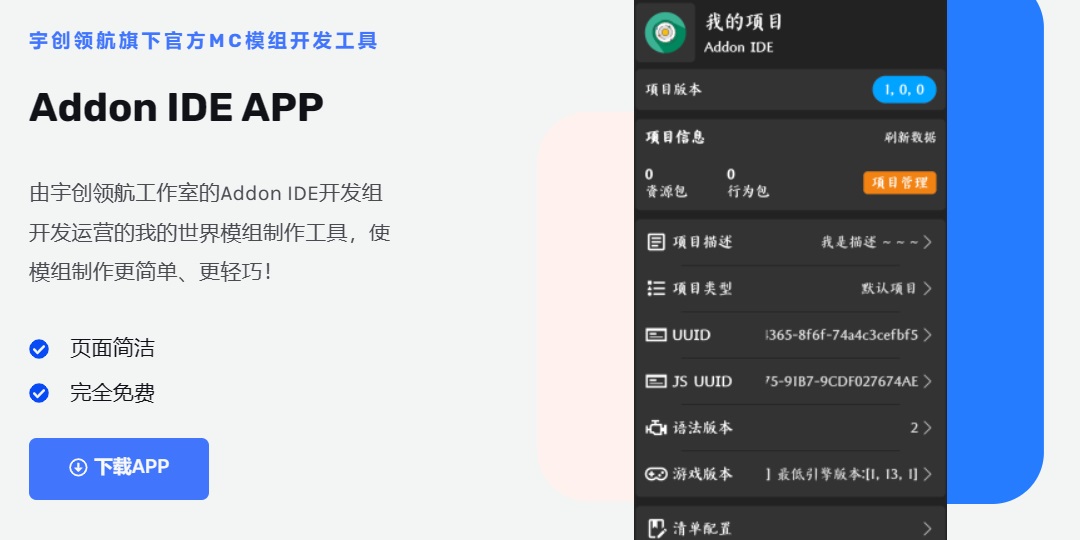 宇创领航旗下官方MC模组开发工具
Addon IDE APP
由宇创领航工作室的Addon IDE开发组
开发运营的我的世界模组制作工具，使
模组制作更简单、更轻巧！
页面简洁
完全免费
下载APP
我的项目
Addon IDE
项目版本 1, 0, 0
项目信息 刷新数据
0 0
资源包 行为包 项目管理
项目描述 我是描述 ~ ~ ~
项目类型 默认项目
UUID 365-8f6f-74a4c3cefbf5
JS UUID 75-91B7-9CDF027674AE
语法版本 2
游戏版本 ] 最低引擎版本:[1, 13, 1]
清单配置